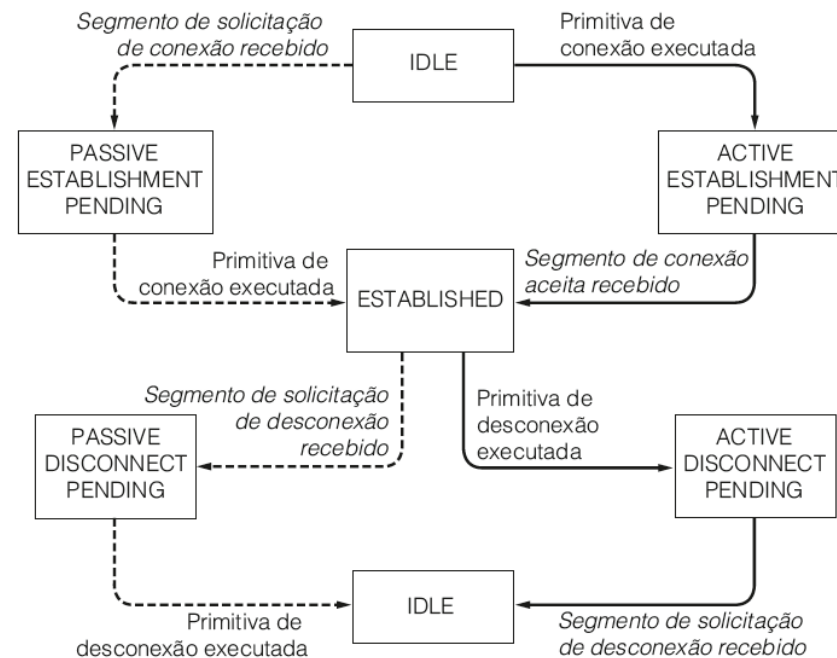 Segmento de solicitação
de conexão recebido
IDLE
Primitiva de
conexão executada
PASSIVE
ESTABLISHMENT
PENDING
ACTIVE
ESTABLISHMENT
PENDING
Primitiva de
conexão executada
ESTABLISHED
Segmento de conexão
aceita recebido
Segmento de solicitação
de desconexão
recebido
Primitiva de
desconexão
executada
PASSIVE
DISCONNECT
PENDING
ACTIVE
DISCONNECT
PENDING
Primitiva de
desconexão executada
IDLE
Segmento de solicitação
de desconexão recebido